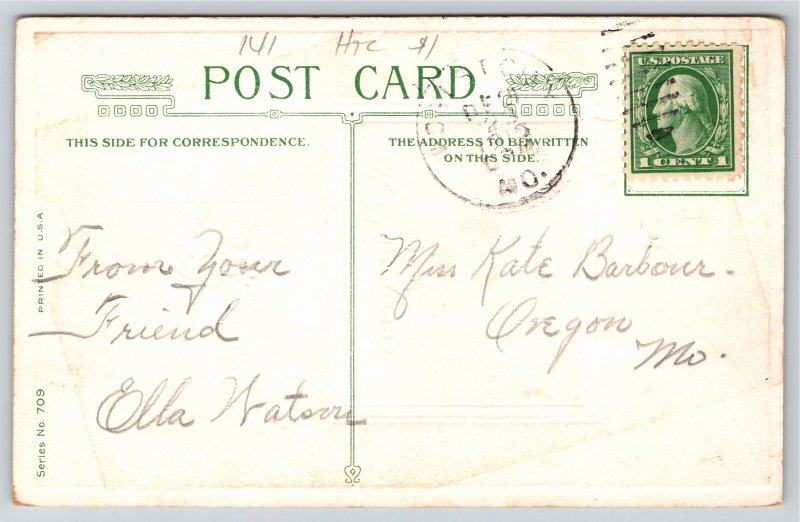 141 Htc $1
POST CARD
THIS SIDE FOR CORRESPONDENCE.
THE ADDRESS TO BE WRITTEN
ON THIS SIDE.
U.S. POSTAGE
1 CENT 1
MO.
From Your
Friend
Ella Watson
Miss Kate Barbour.
Oregon
Mo.
PRINTED IN U.S.A.
Series No. 709